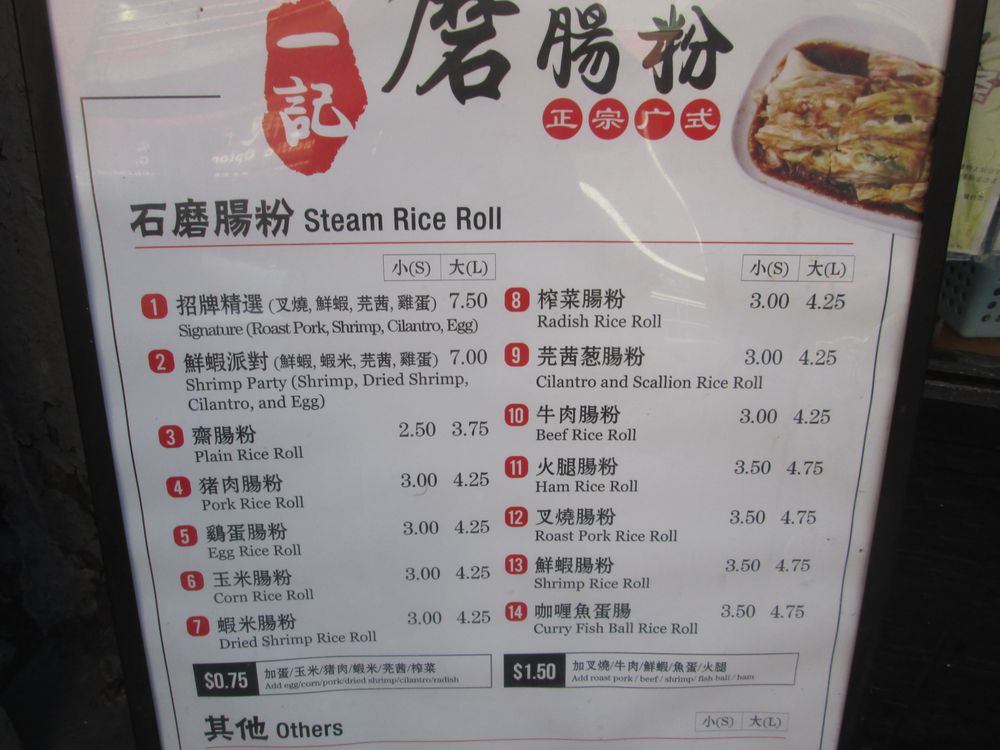 一記
磨腸粉
正宗广式
石磨腸粉 Steam Rice Roll
小(S) 大(L)
1 招牌精選 (叉燒, 鮮蝦, 芫茜, 雞蛋) 7.50
Signature (Roast Pork, Shrimp, Cilantro, Egg)
2 鮮蝦派對 (鮮蝦, 蝦米, 芫茜, 雞蛋) 7.00
Shrimp Party (Shrimp, Dried Shrimp,
Cilantro, and Egg)
3 齋腸粉 2.50 3.75
Plain Rice Roll
4 猪肉腸粉 3.00 4.25
Pork Rice Roll
5 鷄蛋腸粉 3.00 4.25
Egg Rice Roll
6 玉米腸粉 3.00 4.25
Corn Rice Roll
7 蝦米腸粉 3.00 4.25
Dried Shrimp Rice Roll
$0.75 加蛋/玉米/猪肉/蝦米/芫茜/榨菜
Add egg/corn/pork/dried shrimp/cilantro/radish
小(S) 大(L)
8 榨菜腸粉 3.00 4.25
Radish Rice Roll
9 芫茜葱腸粉 3.00 4.25
Cilantro and Scallion Rice Roll
10 牛肉腸粉 3.00 4.25
Beef Rice Roll
11 火腿腸粉 3.50 4.75
Ham Rice Roll
12 叉燒腸粉 3.50 4.75
Roast Pork Rice Roll
13 鮮蝦腸粉 3.50 4.75
Shrimp Rice Roll
14 咖喱魚蛋腸 3.50 4.75
Curry Fish Ball Rice Roll
$1.50 加叉燒/牛肉/鮮蝦/魚蛋/火腿
Add roast pork / beef / shrimp/ fish ball / ham
其他 Others
小(S) 大(L)